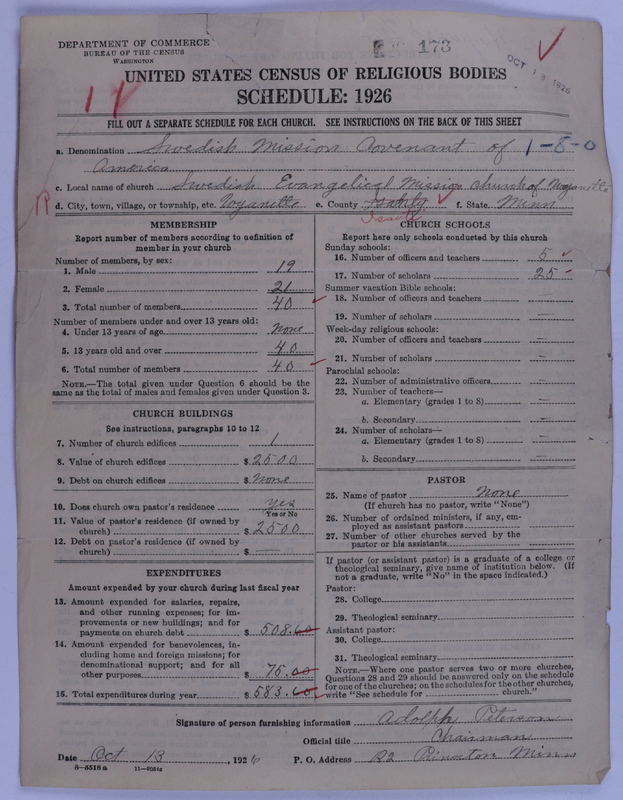 DEPARTMENT OF COMMERCE
BUREAU OF THE CENSUS
WASHINGTON
173
OCT 18 1926
UNITED STATES CENSUS OF RELIGIOUS BODIES
SCHEDULE: 1926
17
FILL OUT A SEPARATE SCHEDULE FOR EACH CHURCH. SEE INSTRUCTIONS ON THE BACK OF THIS SHEET
a. Denomination Swedish Mission Covenant of 1-8-0
America
c. Local name of church Swedish Evangelical Mission Church of Wyanette
d. City, town, village, or township, etc. Wyanette e. County Isanty f. State Minn
Isanti
MEMBERSHIP
Report number of members according to definition of
member in your church
Number of members, by sex:
1. Male 19
2. Female 21
3. Total number of members 40
Number of members under and over 13 years old:
4. Under 13 years of age None
5. 13 years old and over 40
6. Total number of members 40
NOTE.—The total given under Question 6 should be
the same as the total of males and females given under Question 3.
CHURCH BUILDINGS
See instructions, paragraphs 10 to 12
7. Number of church edifices 1
8. Value of church edifices $ 2500
9. Debt on church edifices $ None
10. Does church own pastor's residence yes
Yes or No
11. Value of pastor's residence (if owned by
church) $ 2500
12. Debt on pastor's residence (if owned by
church) $ —
EXPENDITURES
Amount expended by your church during last fiscal year
13. Amount expended for salaries, repairs,
and other running expenses; for im-
provements or new buildings; and for
payments on church debt $ 508.60
14. Amount expended for benevolences, in-
cluding home and foreign missions; for
denominational support; and for all
other purposes $ 75.00
15. Total expenditures during year $ 583.60
CHURCH SCHOOLS
Report here only schools conducted by this church
Sunday schools:
16. Number of officers and teachers 5
17. Number of scholars 25
Summer vacation Bible schools:
18. Number of officers and teachers —
19. Number of scholars —
Week-day religious schools:
20. Number of officers and teachers —
21. Number of scholars —
Parochial schools:
22. Number of administrative officers —
23. Number of teachers—
a. Elementary (grades 1 to 8) —
b. Secondary —
24. Number of scholars—
a. Elementary (grades 1 to 8) —
b. Secondary —
PASTOR
25. Name of pastor None
(If church has no pastor, write "None")
26. Number of ordained ministers, if any, em-
ployed as assistant pastors
27. Number of other churches served by the
pastor or his assistants
If pastor (or assistant pastor) is a graduate of a college or
theological seminary, give name of institution below. (If
not a graduate, write "No" in the space indicated.)
Pastor:
28. College
29. Theological seminary
Assistant pastor:
30. College
31. Theological seminary
NOTE.—Where one pastor serves two or more churches,
Questions 28 and 29 should be answered only on the schedule
for one of the churches; on the schedules for the other churches,
write "See schedule for church."
Signature of person furnishing information Adolph Peterson
Official title Chairman
Date Oct 13, 1926 P. O. Address R2 Princeton Minn
8-5518a 11-9054z